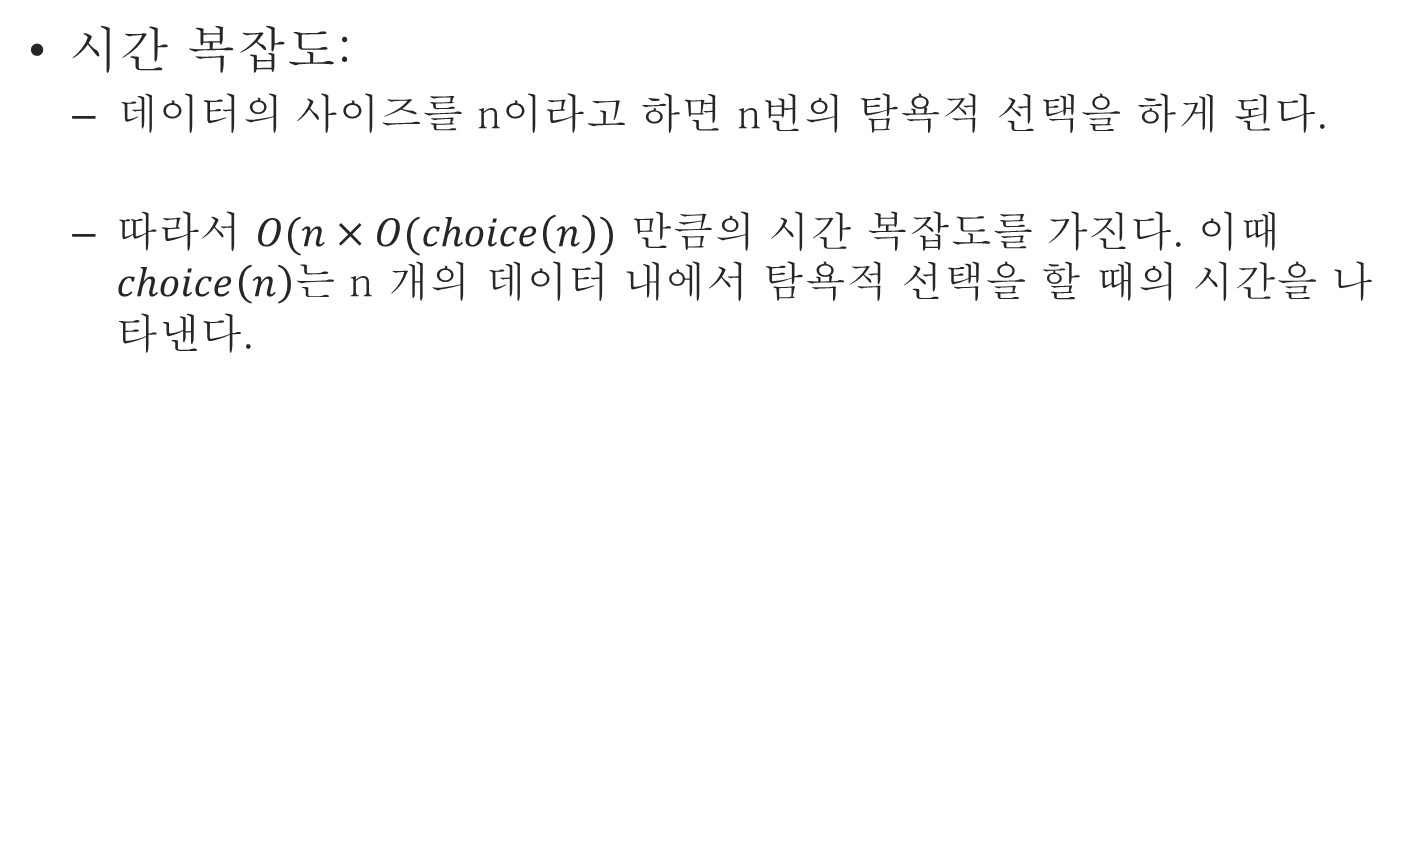 • 시간 복잡도:
– 데이터의 사이즈를 n이라고 하면 n번의 탐욕적 선택을 하게 된다.
– 따라서 O(n × O(choice(n)) 만큼의 시간 복잡도를 가진다. 이때
choice(n)는 n 개의 데이터 내에서 탐욕적 선택을 할 때의 시간을 나
타낸다.